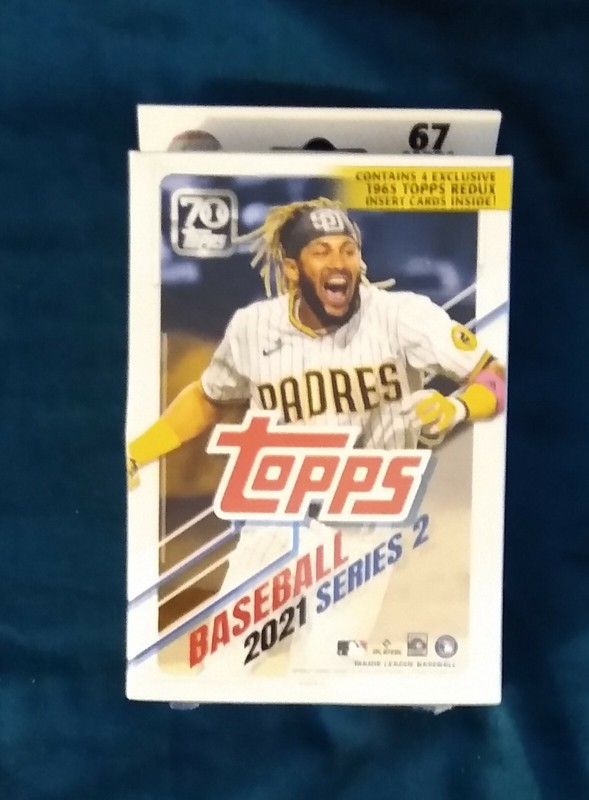 67
CONTAINS 4 EXCLUSIVE
1965 TOPPS REDUX
INSERT CARDS INSIDE!
70
TOPPS
SD
PADRES
TOPPS
BASEBALL
2021 SERIES 2
MAJOR LEAGUE BASEBALL